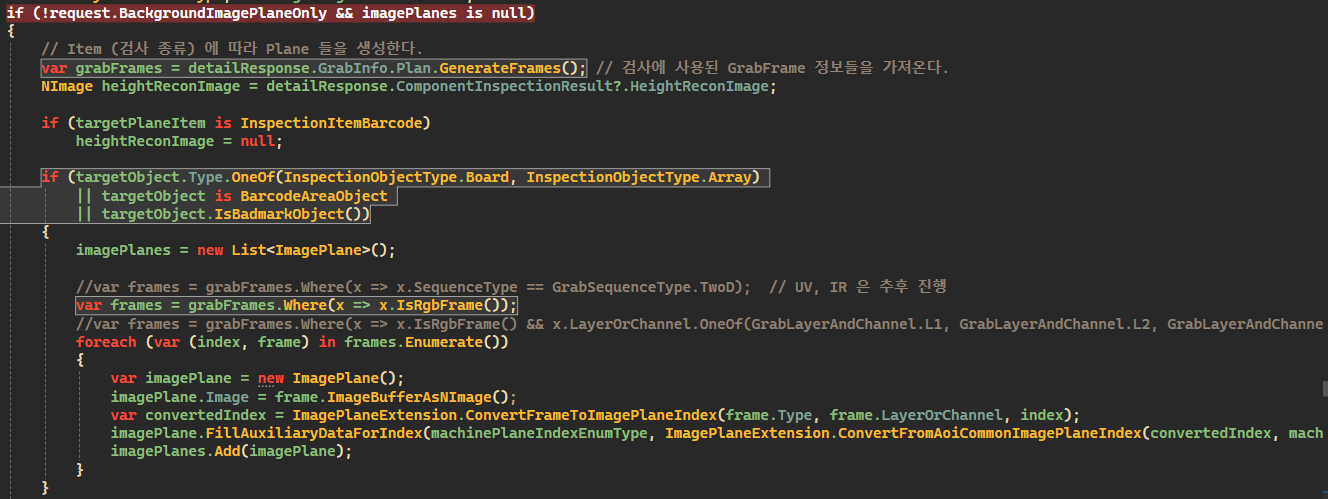 if (!request.BackgroundImagePlaneOnly && imagePlanes is null)
{
// Item (검사 종류) 에 따라 Plane 들을 생성한다.
var grabFrames = detailResponse.GrabInfo.Plan.GenerateFrames(); // 검사에 사용된 GrabFrame 정보들을 가져온다.
NImage heightReconImage = detailResponse.ComponentInspectionResult?.HeightReconImage;
if (targetPlaneItem is InspectionItemBarcode)
heightReconImage = null;
if (targetObject.Type.OneOf(InspectionObjectType.Board, InspectionObjectType.Array)
|| targetObject is BarcodeAreaObject
|| targetObject.IsBadmarkObject())
{
imagePlanes = new List<ImagePlane>();
//var frames = grabFrames.Where(x => x.SequenceType == GrabSequenceType.TwoD);  // UV, IR 은 추후 진행
var frames = grabFrames.Where(x => x.IsRgbFrame());
//var frames = grabFrames.Where(x => x.IsRgbFrame() && x.LayerOrChannel.OneOf(GrabLayerAndChannel.L1, GrabLayerAndChannel.L2, GrabLayerAndChanne
foreach (var (index, frame) in frames.Enumerate())
{
var imagePlane = new ImagePlane();
imagePlane.Image = frame.ImageBufferAsNImage();
var convertedIndex = ImagePlaneExtension.ConvertFrameToImagePlaneIndex(frame.Type, frame.LayerOrChannel, index);
imagePlane.FillAuxiliaryDataForIndex(machinePlaneIndexEnumType, ImagePlaneExtension.ConvertFromAoiCommonImagePlaneIndex(convertedIndex, mach
imagePlanes.Add(imagePlane);
}
}